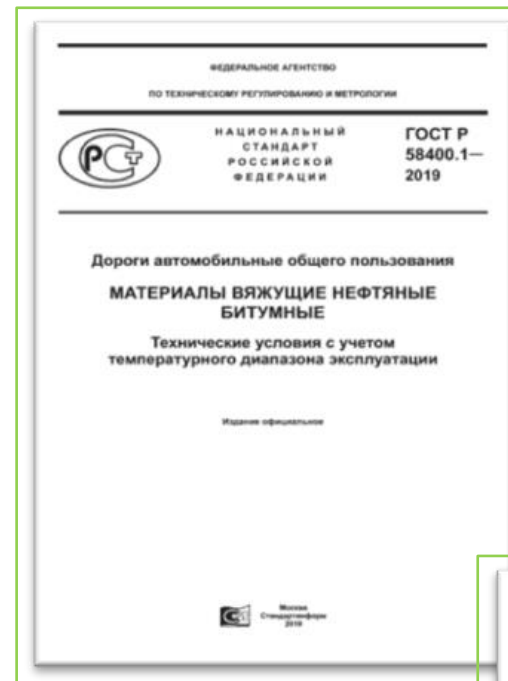 ФЕДЕРАЛЬНОЕ АГЕНТСТВО
ПО ТЕХНИЧЕСКОМУ РЕГУЛИРОВАНИЮ И МЕТРОЛОГИИ
РСТ
НАЦИОНАЛЬНЫЙ
СТАНДАРТ
РОССИЙСКОЙ
ФЕДЕРАЦИИ
ГОСТ Р
58400.1—
2019
Дороги автомобильные общего пользования
МАТЕРИАЛЫ ВЯЖУЩИЕ НЕФТЯНЫЕ
БИТУМНЫЕ
Технические условия с учетом
температурного диапазона эксплуатации
Издание официальное
Москва
Стандартинформ
2019